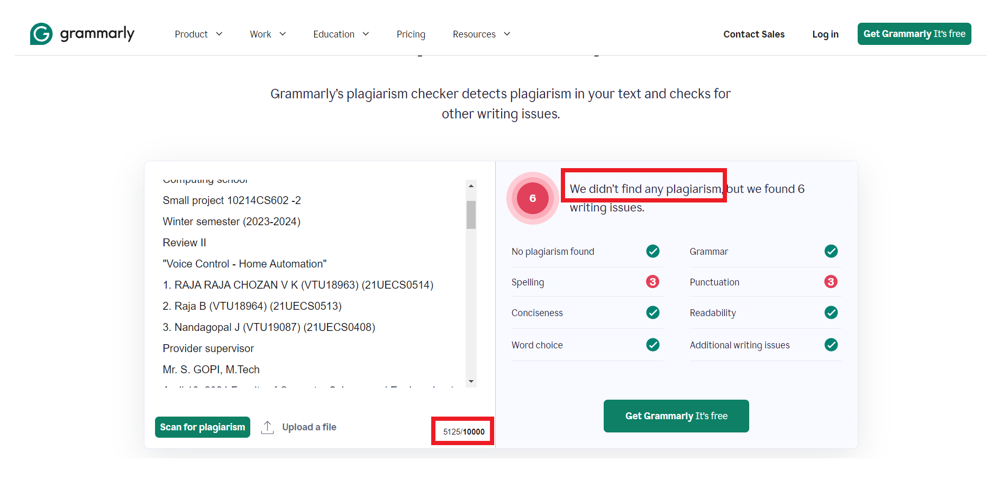 grammarly
Product
Work
Education
Pricing
Resources
Contact Sales
Log in
Get Grammarly It's free
Grammarly's plagiarism checker detects plagiarism in your text and checks for
other writing issues.
Computing school
Small project 10214CS602 -2
Winter semester (2023-2024)
Review II
"Voice Control - Home Automation"
1. RAJA RAJA CHOZAN V K (VTU18963) (21UECS0514)
2. Raja B (VTU18964) (21UECS0513)
3. Nandagopal J (VTU19087) (21UECS0408)
Provider supervisor
Mr. S. GOPI, M.Tech
Scan for plagiarism
Upload a file
5125/10000
6
We didn't find any plagiarism, but we found 6
writing issues.
No plagiarism found
Grammar
Spelling 3
Punctuation 3
Conciseness
Readability
Word choice
Additional writing issues
Get Grammarly It's free